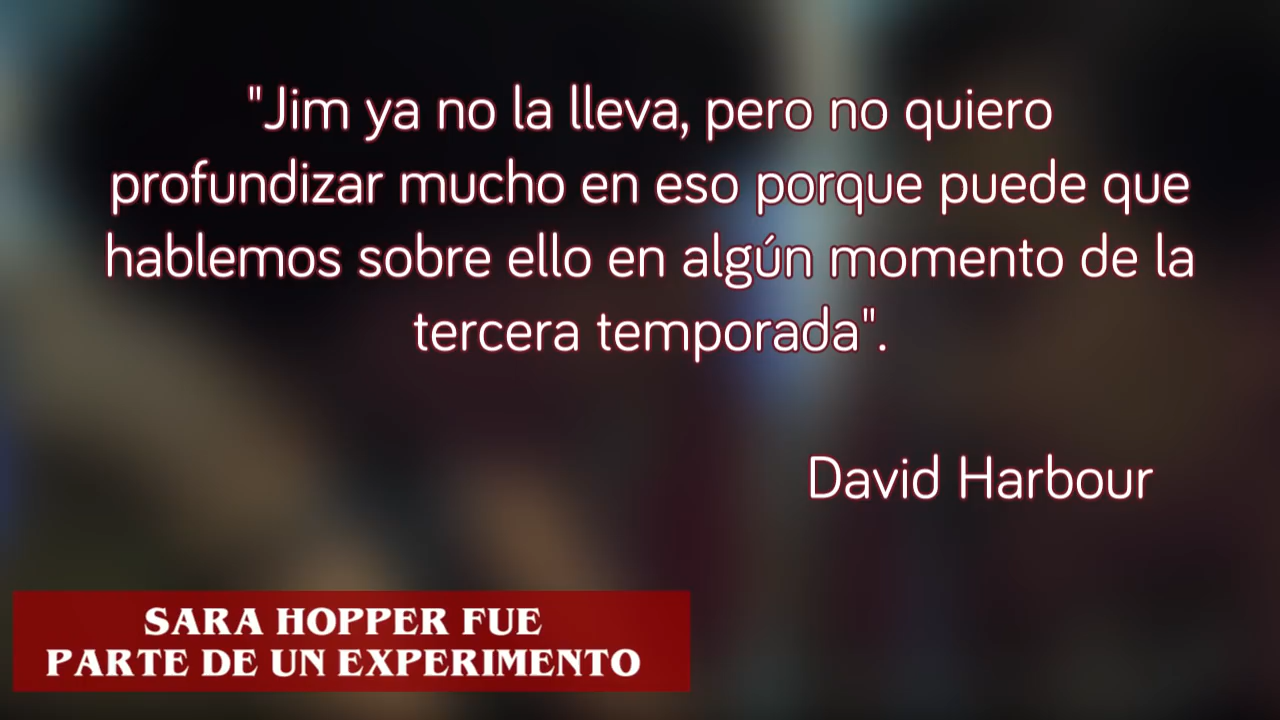 "Jim ya no la lleva, pero no quiero
profundizar mucho en eso porque puede que
hablemos sobre ello en algún momento de la
tercera temporada".
David Harbour
SARA HOPPER FUE
PARTE DE UN EXPERIMENTO